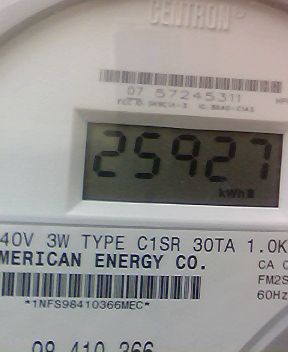 CENTRON®
07 57245311
25927
kWh
40V 3W TYPE C1SR 30TA 1.0K
MERICAN ENERGY CO.
CA 0
FM2S
60Hz
*1NFS98410366MEC*
98 410 366